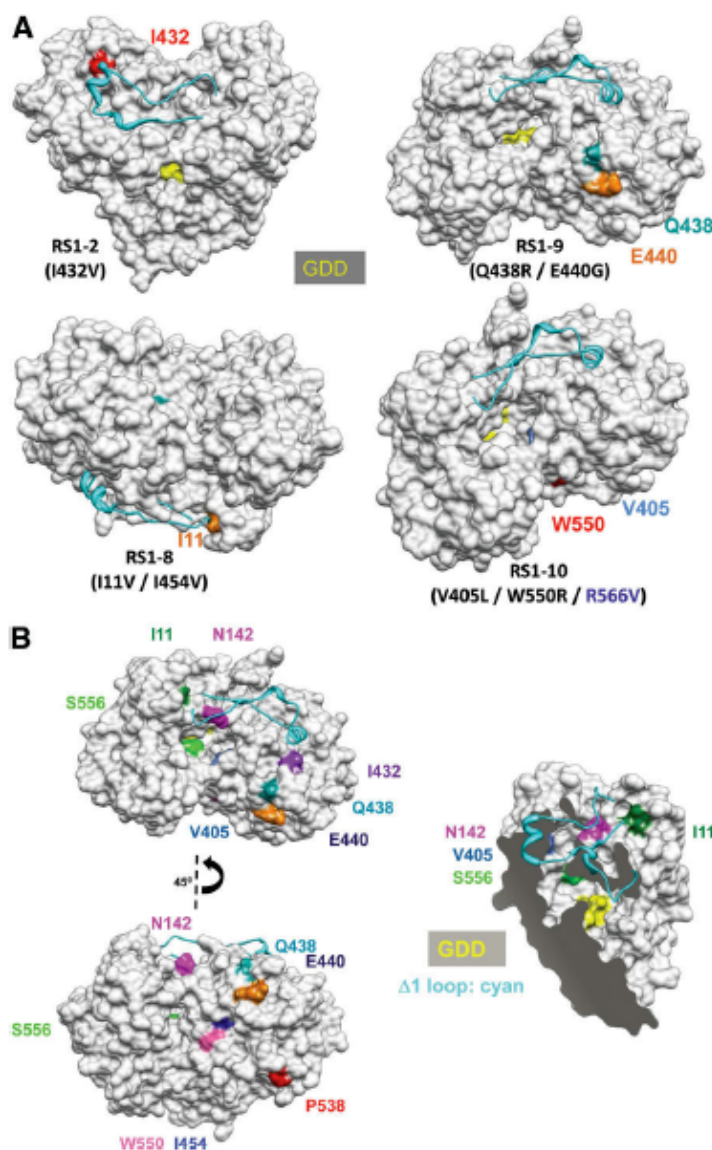 A
I432
RS1-2
(I432V)
GDD
Q438
E440
RS1-9
(Q438R / E440G)
I11
RS1-8
(I11V / I454V)
W550
V405
RS1-10
(V405L / W550R / R566V)
B
I11
N142
S556
I432
Q438
V405
E440
45°
N142
Q438
E440
S556
P538
W550
I454
N142
I11
V405
S556
GDD
Δ1 loop: cyan